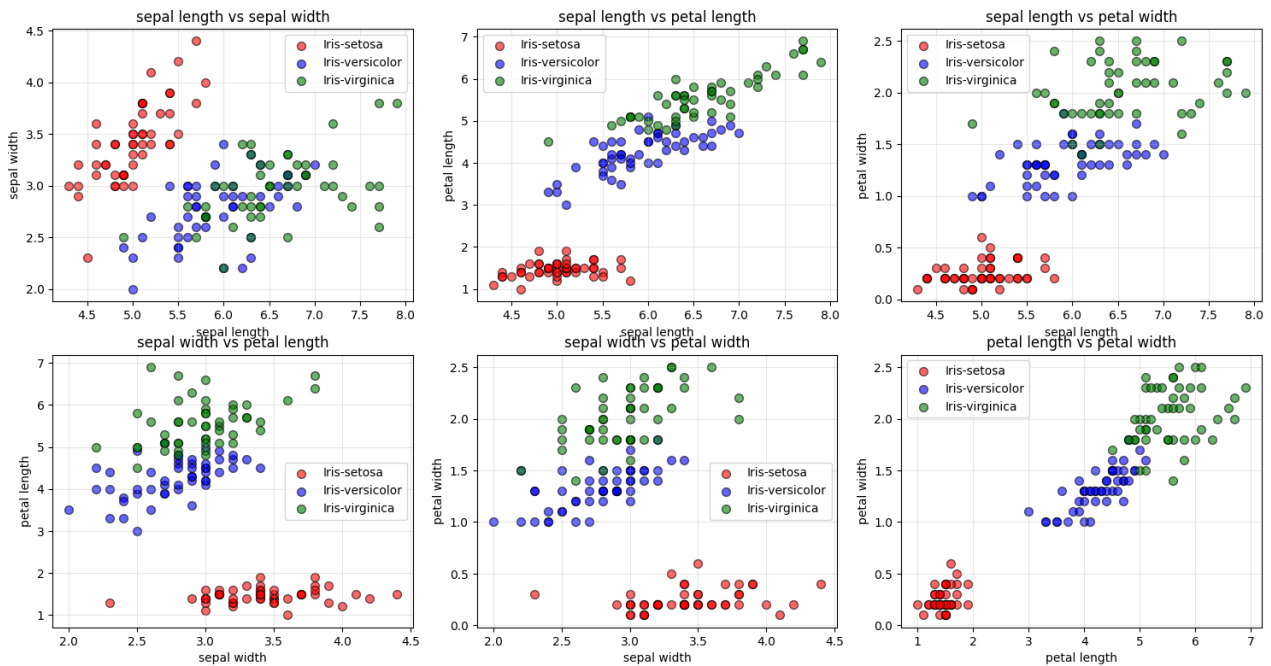 sepal length vs sepal width
4.5
4.0
3.5
3.0
2.5
2.0
sepal width
Iris-setosa
Iris-versicolor
Iris-virginica
4.5 5.0 5.5 6.0 6.5 7.0 7.5 8.0
sepal length
sepal length vs petal length
7
6
5
4
3
2
1
petal length
Iris-setosa
Iris-versicolor
Iris-virginica
4.5 5.0 5.5 6.0 6.5 7.0 7.5 8.0
sepal length
sepal length vs petal width
2.5
2.0
1.5
1.0
0.5
0.0
petal width
Iris-setosa
Iris-versicolor
Iris-virginica
4.5 5.0 5.5 6.0 6.5 7.0 7.5 8.0
sepal length
sepal width vs petal length
7
6
5
4
3
2
1
petal length
Iris-setosa
Iris-versicolor
Iris-virginica
2.0 2.5 3.0 3.5 4.0 4.5
sepal width
sepal width vs petal width
2.5
2.0
1.5
1.0
0.5
0.0
petal width
Iris-setosa
Iris-versicolor
Iris-virginica
2.0 2.5 3.0 3.5 4.0 4.5
sepal width
petal length vs petal width
2.5
2.0
1.5
1.0
0.5
0.0
petal width
Iris-setosa
Iris-versicolor
Iris-virginica
1 2 3 4 5 6 7
petal length